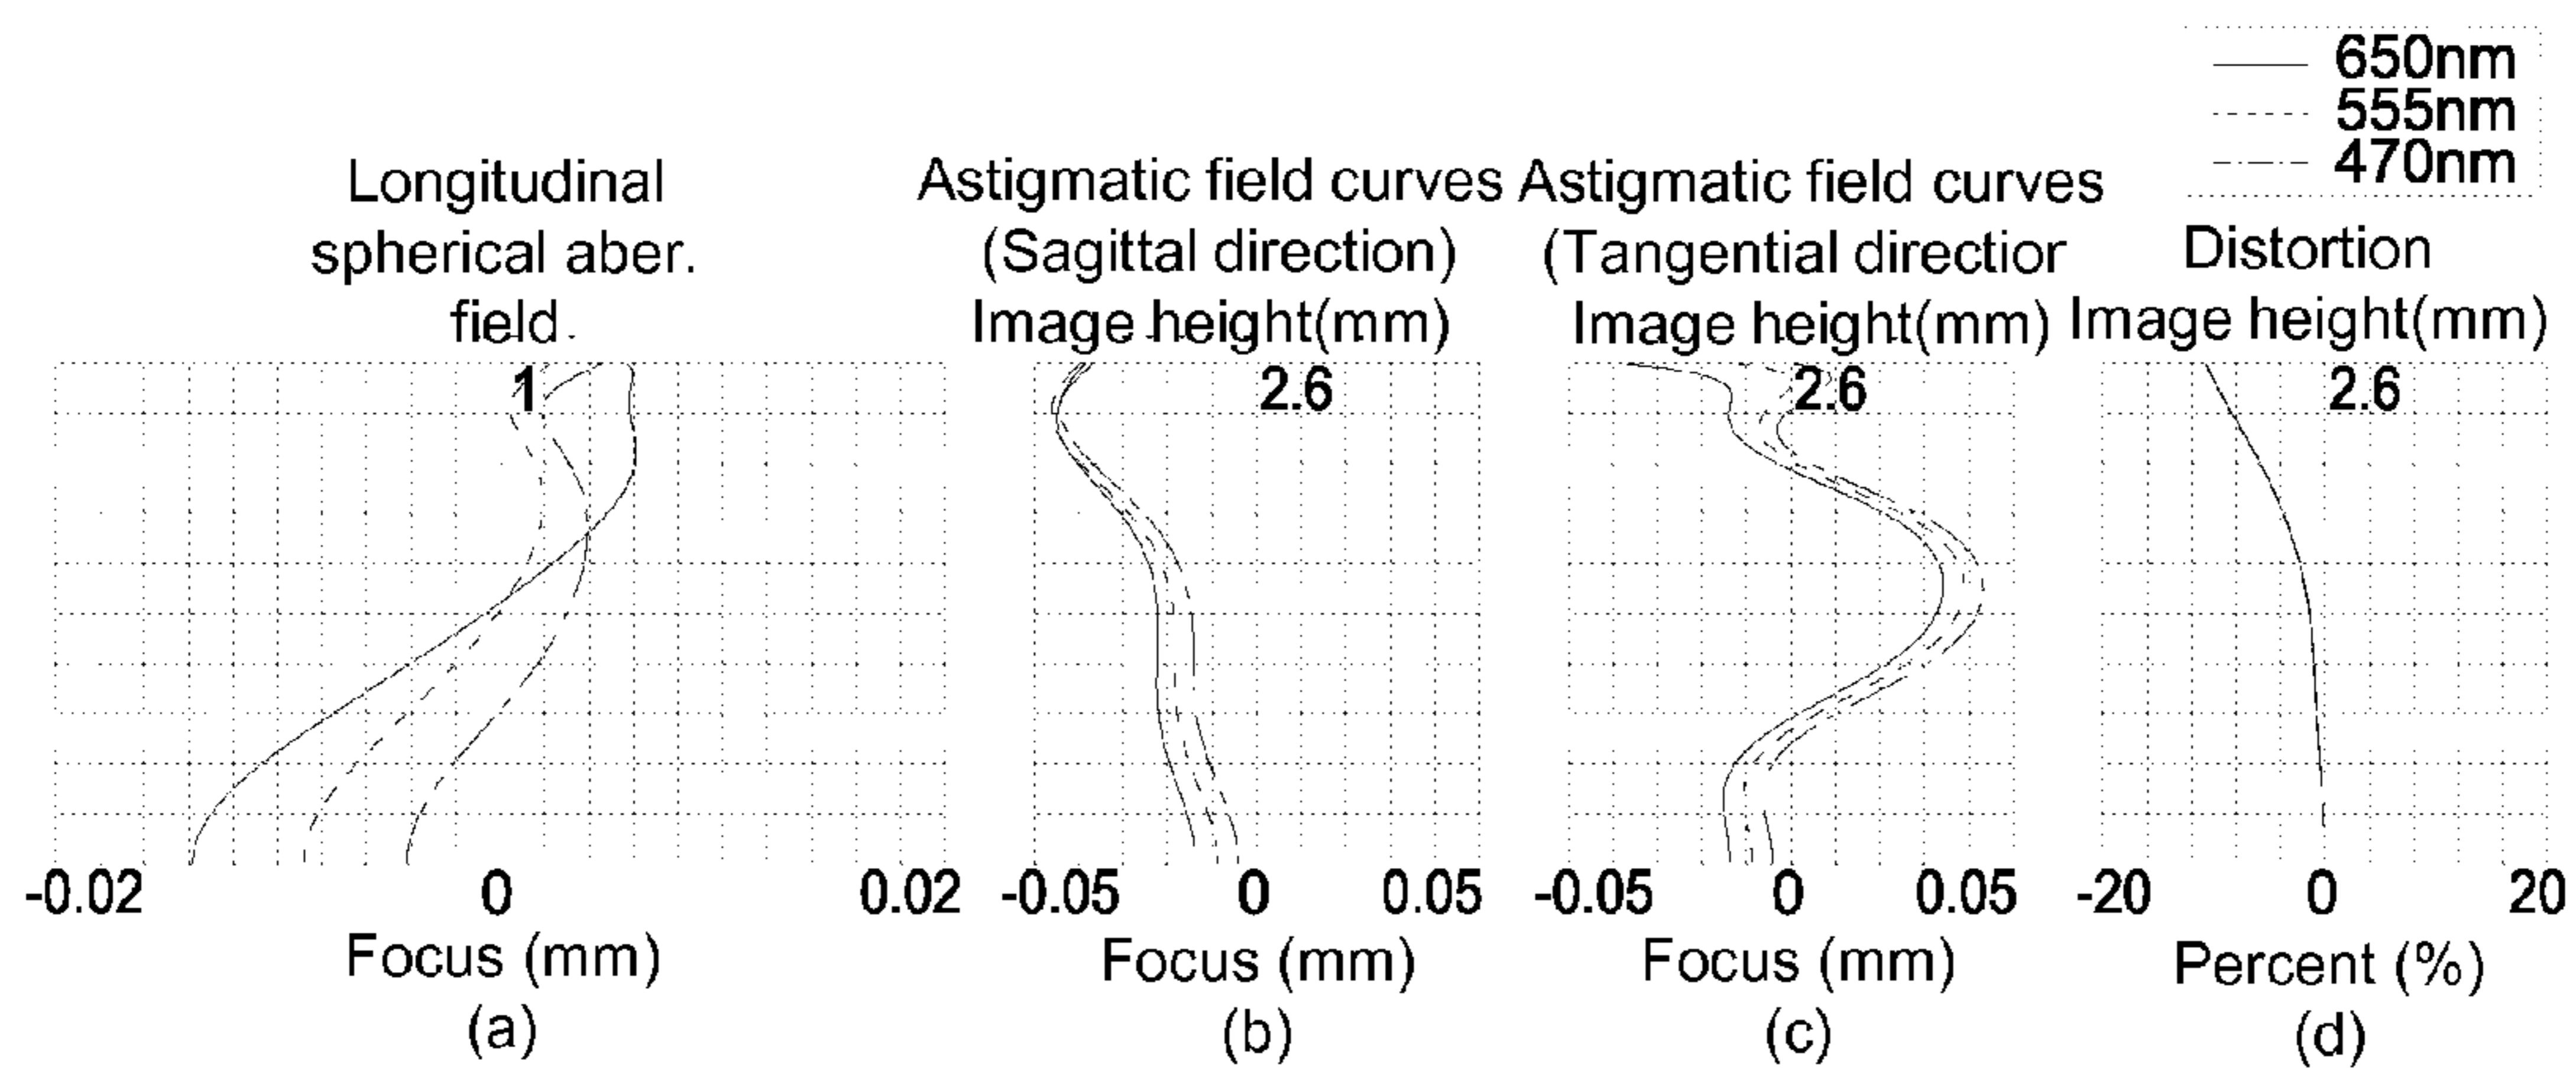 650nm
555nm
470nm
Longitudinal
spherical aber.
field.
1
-0.02 0 0.02
Focus (mm)
(a)
Astigmatic field curves
(Sagittal direction)
Image height(mm)
2.6
-0.05 0 0.05
Focus (mm)
(b)
Astigmatic field curves
(Tangential directior
Image height(mm)
2.6
-0.05 0 0.05
Focus (mm)
(c)
Distortion
Image height(mm)
2.6
-20 0 20
Percent (%)
(d)